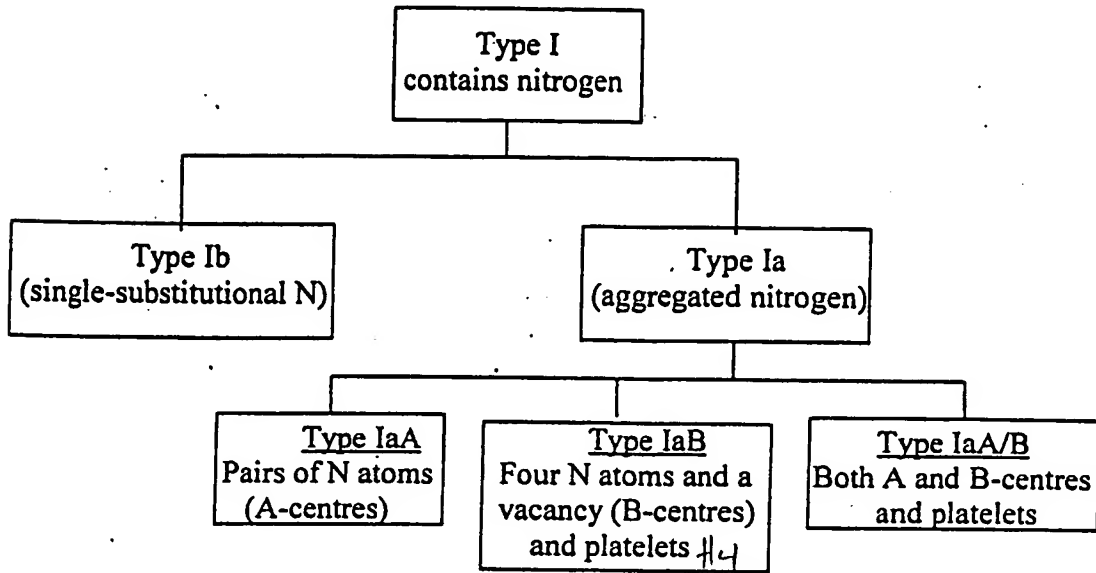 Type I
contains nitrogen
Type Ib
(single-substitutional N)
Type Ia
(aggregated nitrogen)
Type IaA
Pairs of N atoms
(A-centres)
Type IaB
Four N atoms and a
vacancy (B-centres)
and platelets H4
Type IaA/B
Both A and B-centres
and platelets